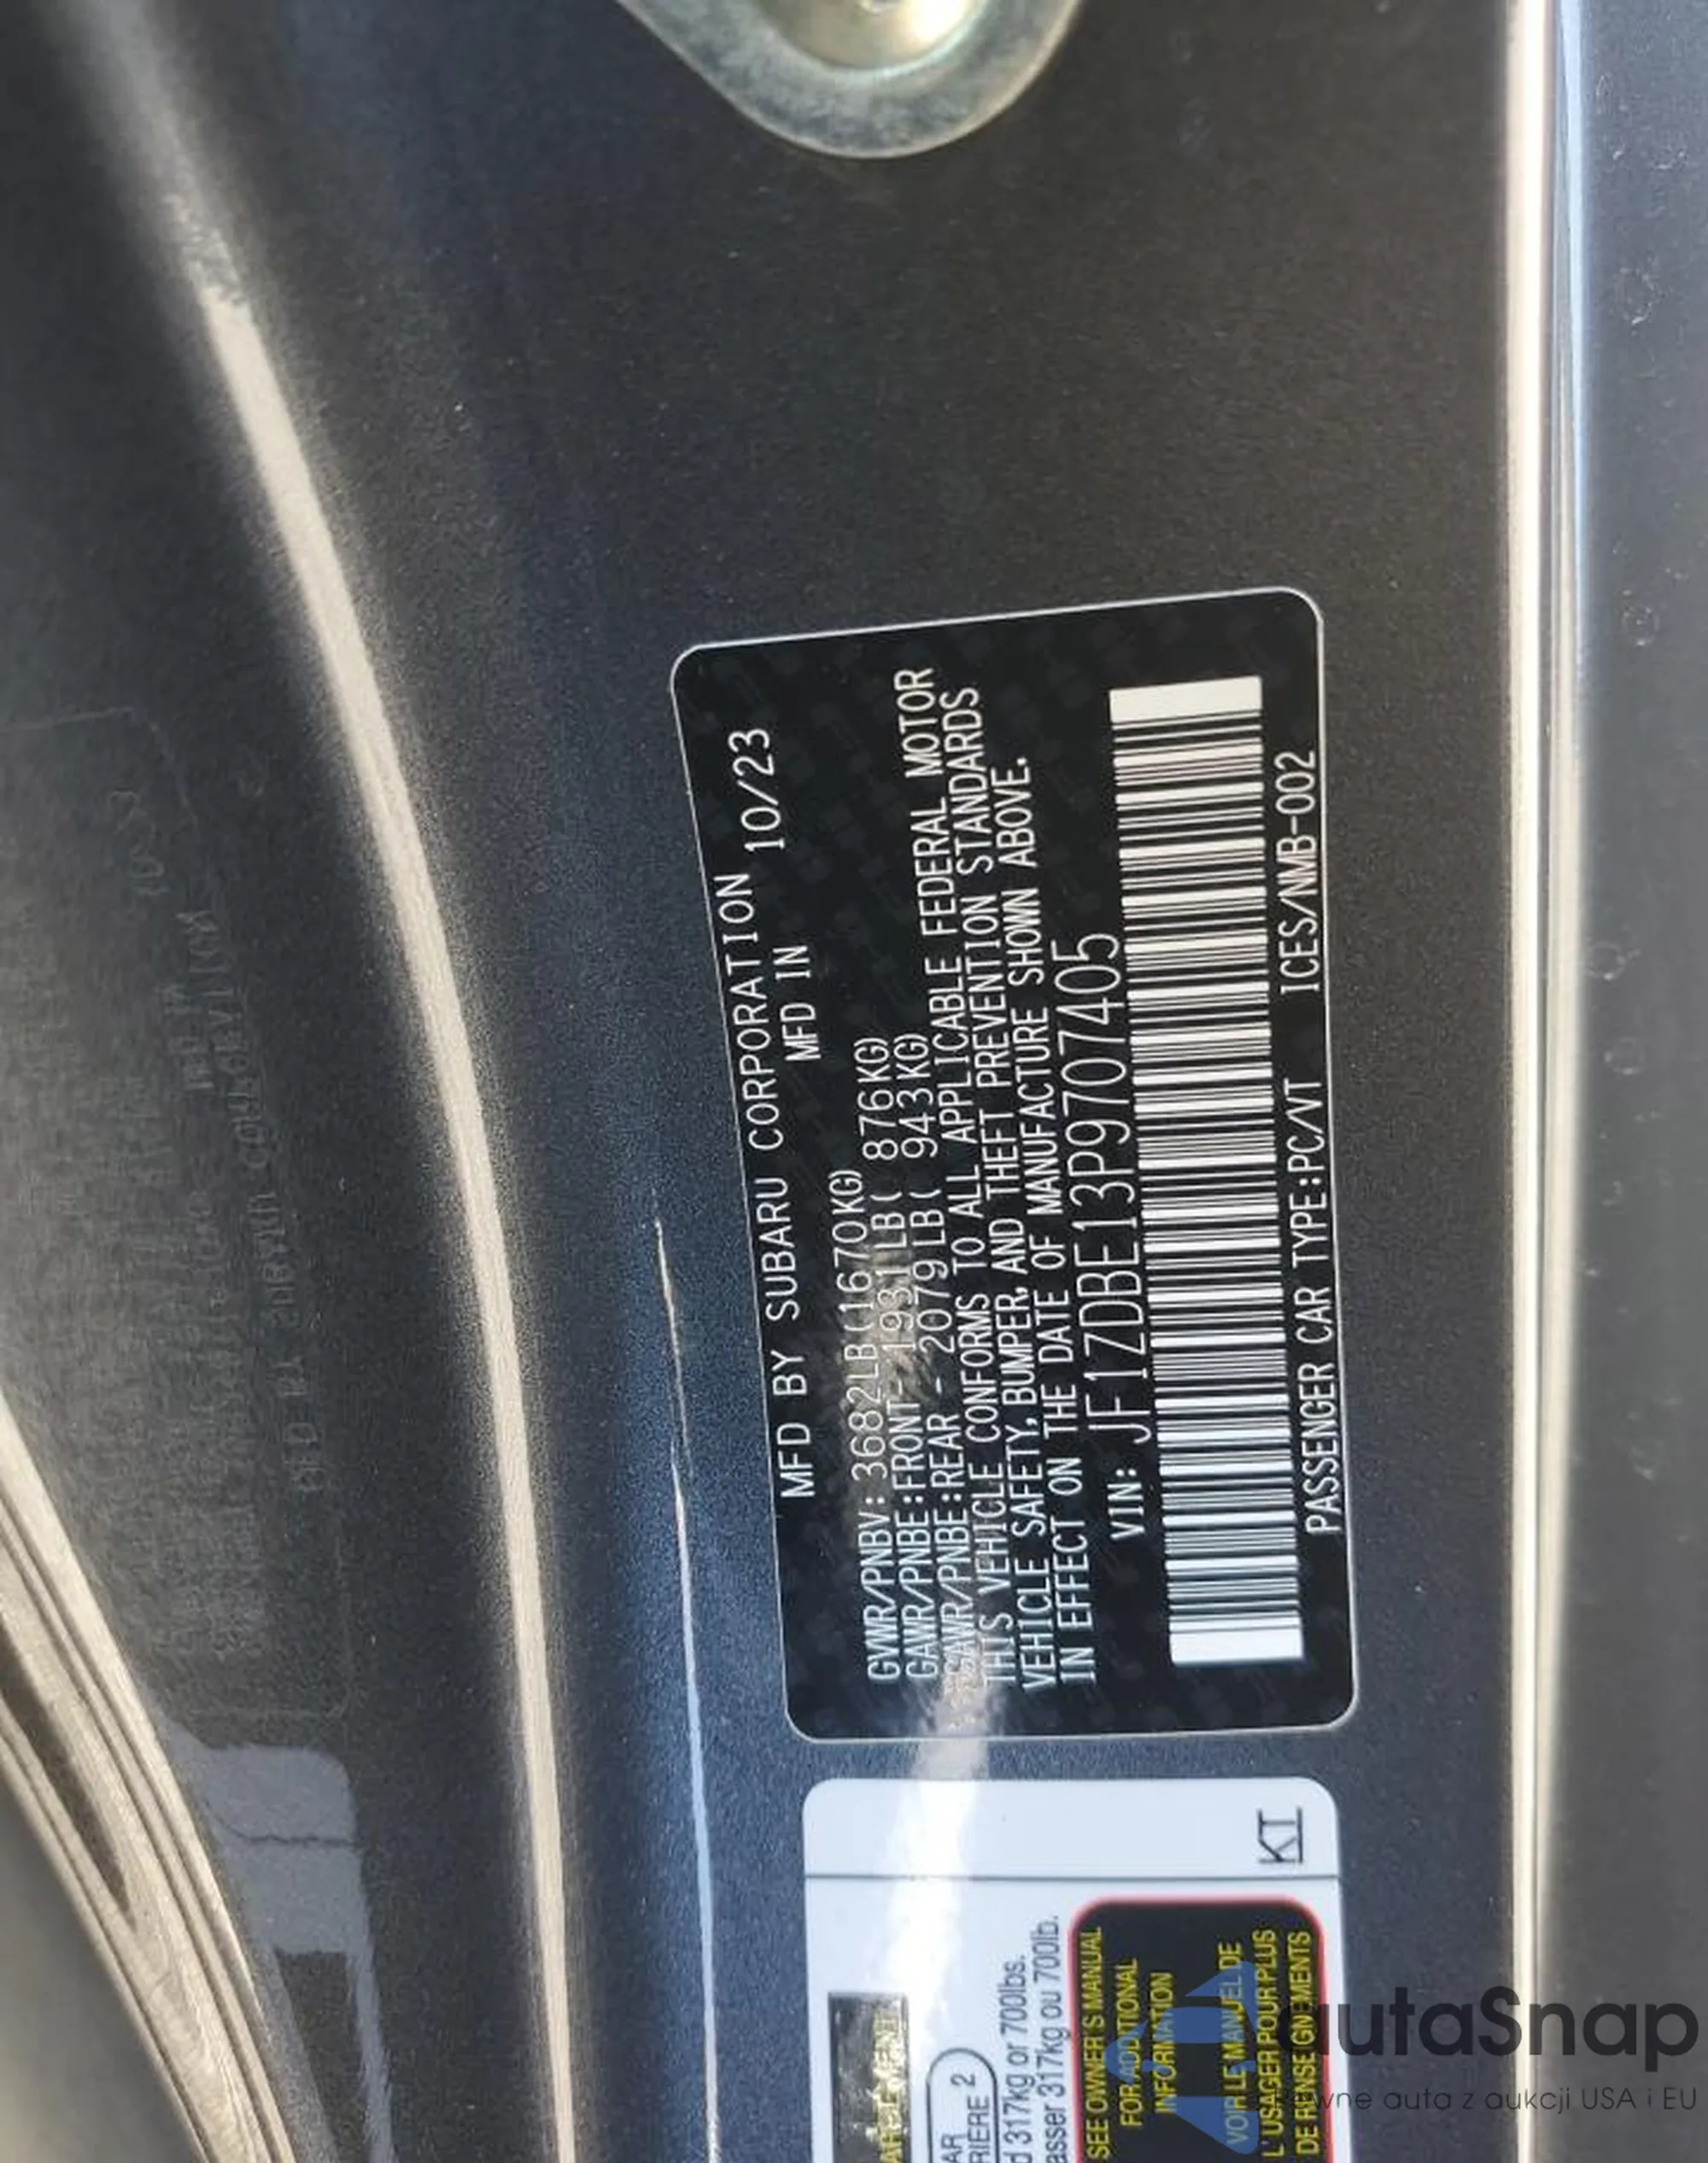 MFD BY SUBARU CORPORATION 10/23
MFD IN
GVWR/PNBV: 3682LB(1670KG)
GAWR/PNBE:FRONT- 1931LB( 876KG)
GAWR/PNBE:REAR - 2079LB( 943KG)
THIS VEHICLE CONFORMS TO ALL APPLICABLE FEDERAL MOTOR
VEHICLE SAFETY, BUMPER, AND THEFT PREVENTION STANDARDS
IN EFFECT ON THE DATE OF MANUFACTURE SHOWN ABOVE.
VIN: JF1ZDBE13P9707405
PASSENGER CAR TYPE:PC/VT ICES/NMB-002
KT
2
317kg or 700lbs.
317kg ou 700lb.
SEE OWNER'S MANUAL
FOR ADDITIONAL
INFORMATION
VOIR LE MANUEL DE
L'USAGER POUR PLUS
DE RENSEIGNEMENTS
autaSnap
auta z aukcji USA i EU